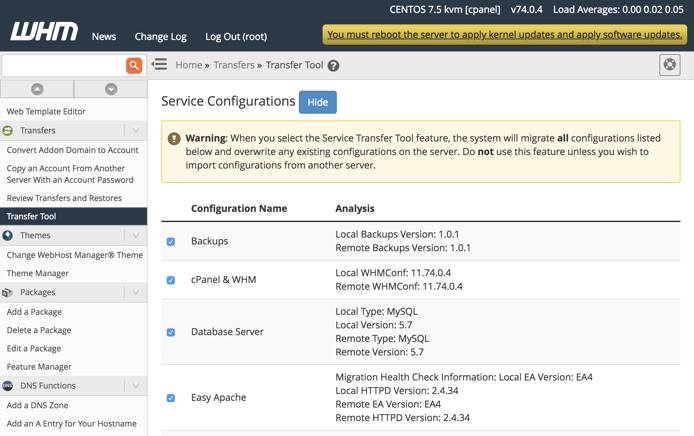 CENTOS 7.5 kvm [cpanel] v74.0.4 Load Averages: 0.00 0.02 0.05
WHM News Change Log Log Out (root) You must reboot the server to apply kernel updates and apply software updates.
Home » Transfers » Transfer Tool ?
Web Template Editor
Transfers
Convert Addon Domain to Account
Copy an Account From Another
Server With an Account Password
Review Transfers and Restores
Transfer Tool
Themes
Change WebHost Manager® Theme
Theme Manager
Packages
Add a Package
Delete a Package
Edit a Package
Feature Manager
DNS DNS Functions
Add a DNS Zone
Add an A Entry for Your Hostname
Service Configurations Hide
Warning: When you select the Service Transfer Tool feature, the system will migrate all configurations listed
below and overwrite any existing configurations on the server. Do not use this feature unless you wish to
import configurations from another server.
Configuration Name Analysis
Backups
Local Backups Version: 1.0.1
Remote Backups Version: 1.0.1
cPanel & WHM
Local WHMConf: 11.74.0.4
Remote WHMConf: 11.74.0.4
Database Server
Local Type: MySQL
Local Version: 5.7
Remote Type: MySQL
Remote Version: 5.7
Easy Apache
Migration Health Check Information: Local EA Version: EA4
Local HTTPD Version: 2.4.34
Remote EA Version: EA4
Remote HTTPD Version: 2.4.34